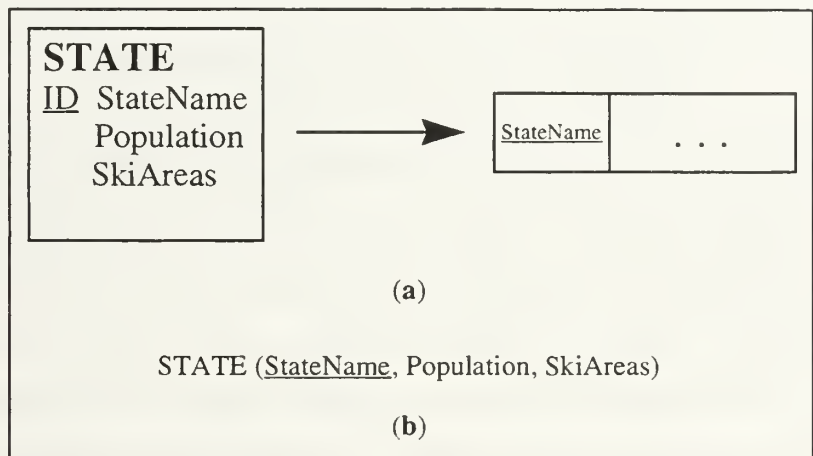 STATE
ID StateName
Population
SkiAreas
StateName
. . .
(a)
STATE (StateName, Population, SkiAreas)
(b)